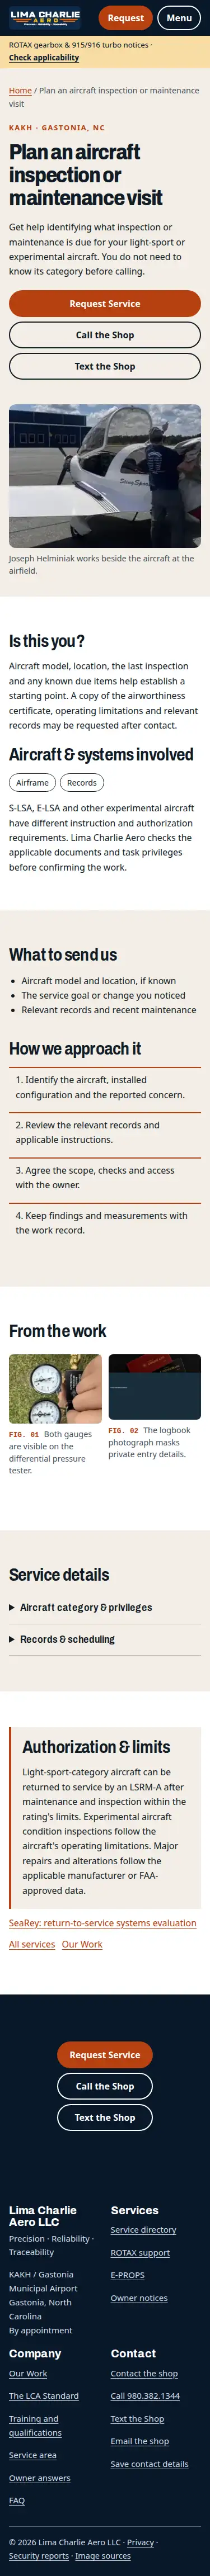 LIMA CHARLIE
AERO
Request
Menu
ROTAX gearbox & 915/916 turbo notices ·
Check applicability
Home / Plan an aircraft inspection or maintenance
visit
KAKH · GASTONIA, NC
Plan an aircraft
inspection or
maintenance visit
Get help identifying what inspection or
maintenance is due for your light-sport or
experimental aircraft. You do not need to
know its category before calling.
Request Service
Call the Shop
Text the Shop
Joseph Helminiak works beside the aircraft at the
airfield.
Is this you?
Aircraft model, location, the last inspection
and any known due items help establish a
starting point. A copy of the airworthiness
certificate, operating limitations and relevant
records may be requested after contact.
Aircraft & systems involved
Airframe
Records
S-LSA, E-LSA and other experimental aircraft
have different instruction and authorization
requirements. Lima Charlie Aero checks the
applicable documents and task privileges
before confirming the work.
What to send us
• Aircraft model and location, if known
• The service goal or change you noticed
• Relevant records and recent maintenance
How we approach it
1. Identify the aircraft, installed
configuration and the reported concern.
2. Review the relevant records and
applicable instructions.
3. Agree the scope, checks and access
with the owner.
4. Keep findings and measurements with
the work record.
From the work
FIG. 01 Both gauges
are visible on the
differential pressure
tester.
FIG. 02 The logbook
photograph masks
private entry details.
Service details
Aircraft category & privileges
Records & scheduling
Authorization & limits
Light-sport-category aircraft can be
returned to service by an LSRM-A after
maintenance and inspection within the
rating's limits. Experimental aircraft
condition inspections follow the
aircraft's operating limitations. Major
repairs and alterations follow the
applicable manufacturer or FAA-
approved data.
SeaRey: return-to-service systems evaluation
All services Our Work
Request Service
Call the Shop
Text the Shop
Lima Charlie
Aero LLC
Precision · Reliability ·
Traceability
KAKH / Gastonia
Municipal Airport
Gastonia, North
Carolina
By appointment
Services
Service directory
ROTAX support
E-PROPS
Owner notices
Company
Our Work
The LCA Standard
Training and
qualifications
Service area
Owner answers
FAQ
Contact
Contact the shop
Call 980.382.1344
Text the Shop
Email the shop
Save contact details
© 2026 Lima Charlie Aero LLC · Privacy ·
Security reports · Image sources